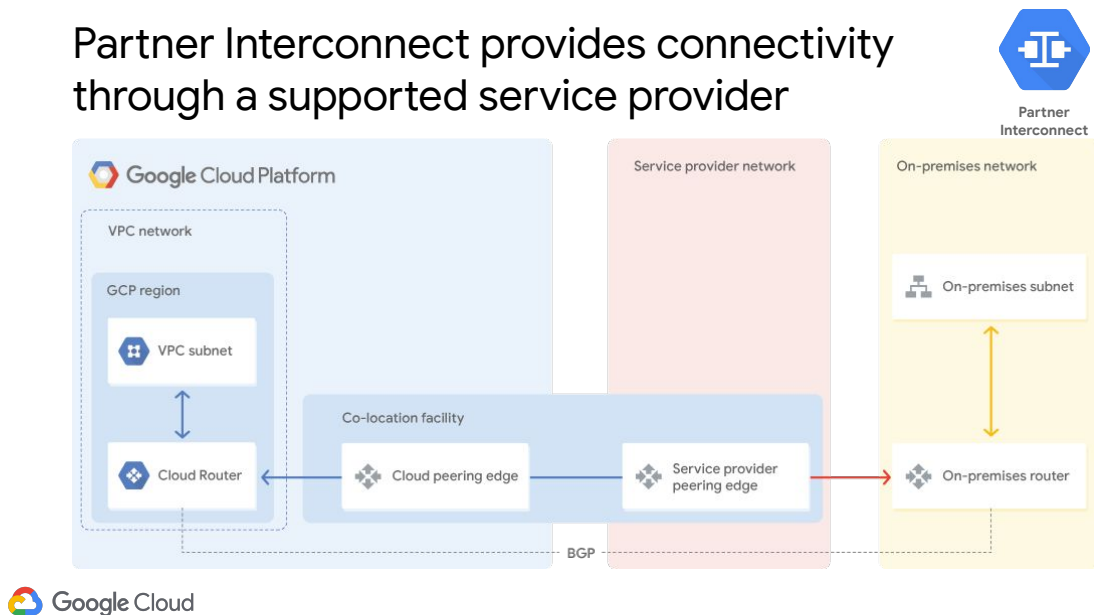 Partner Interconnect provides connectivity
through a supported service provider
Partner
Interconnect
Google Cloud Platform
Service provider network
On-premises network
VPC network
GCP region
On-premises subnet
VPC subnet
Co-location facility
Cloud Router
Cloud peering edge
Service provider
peering edge
On-premises router
BGP
Google Cloud